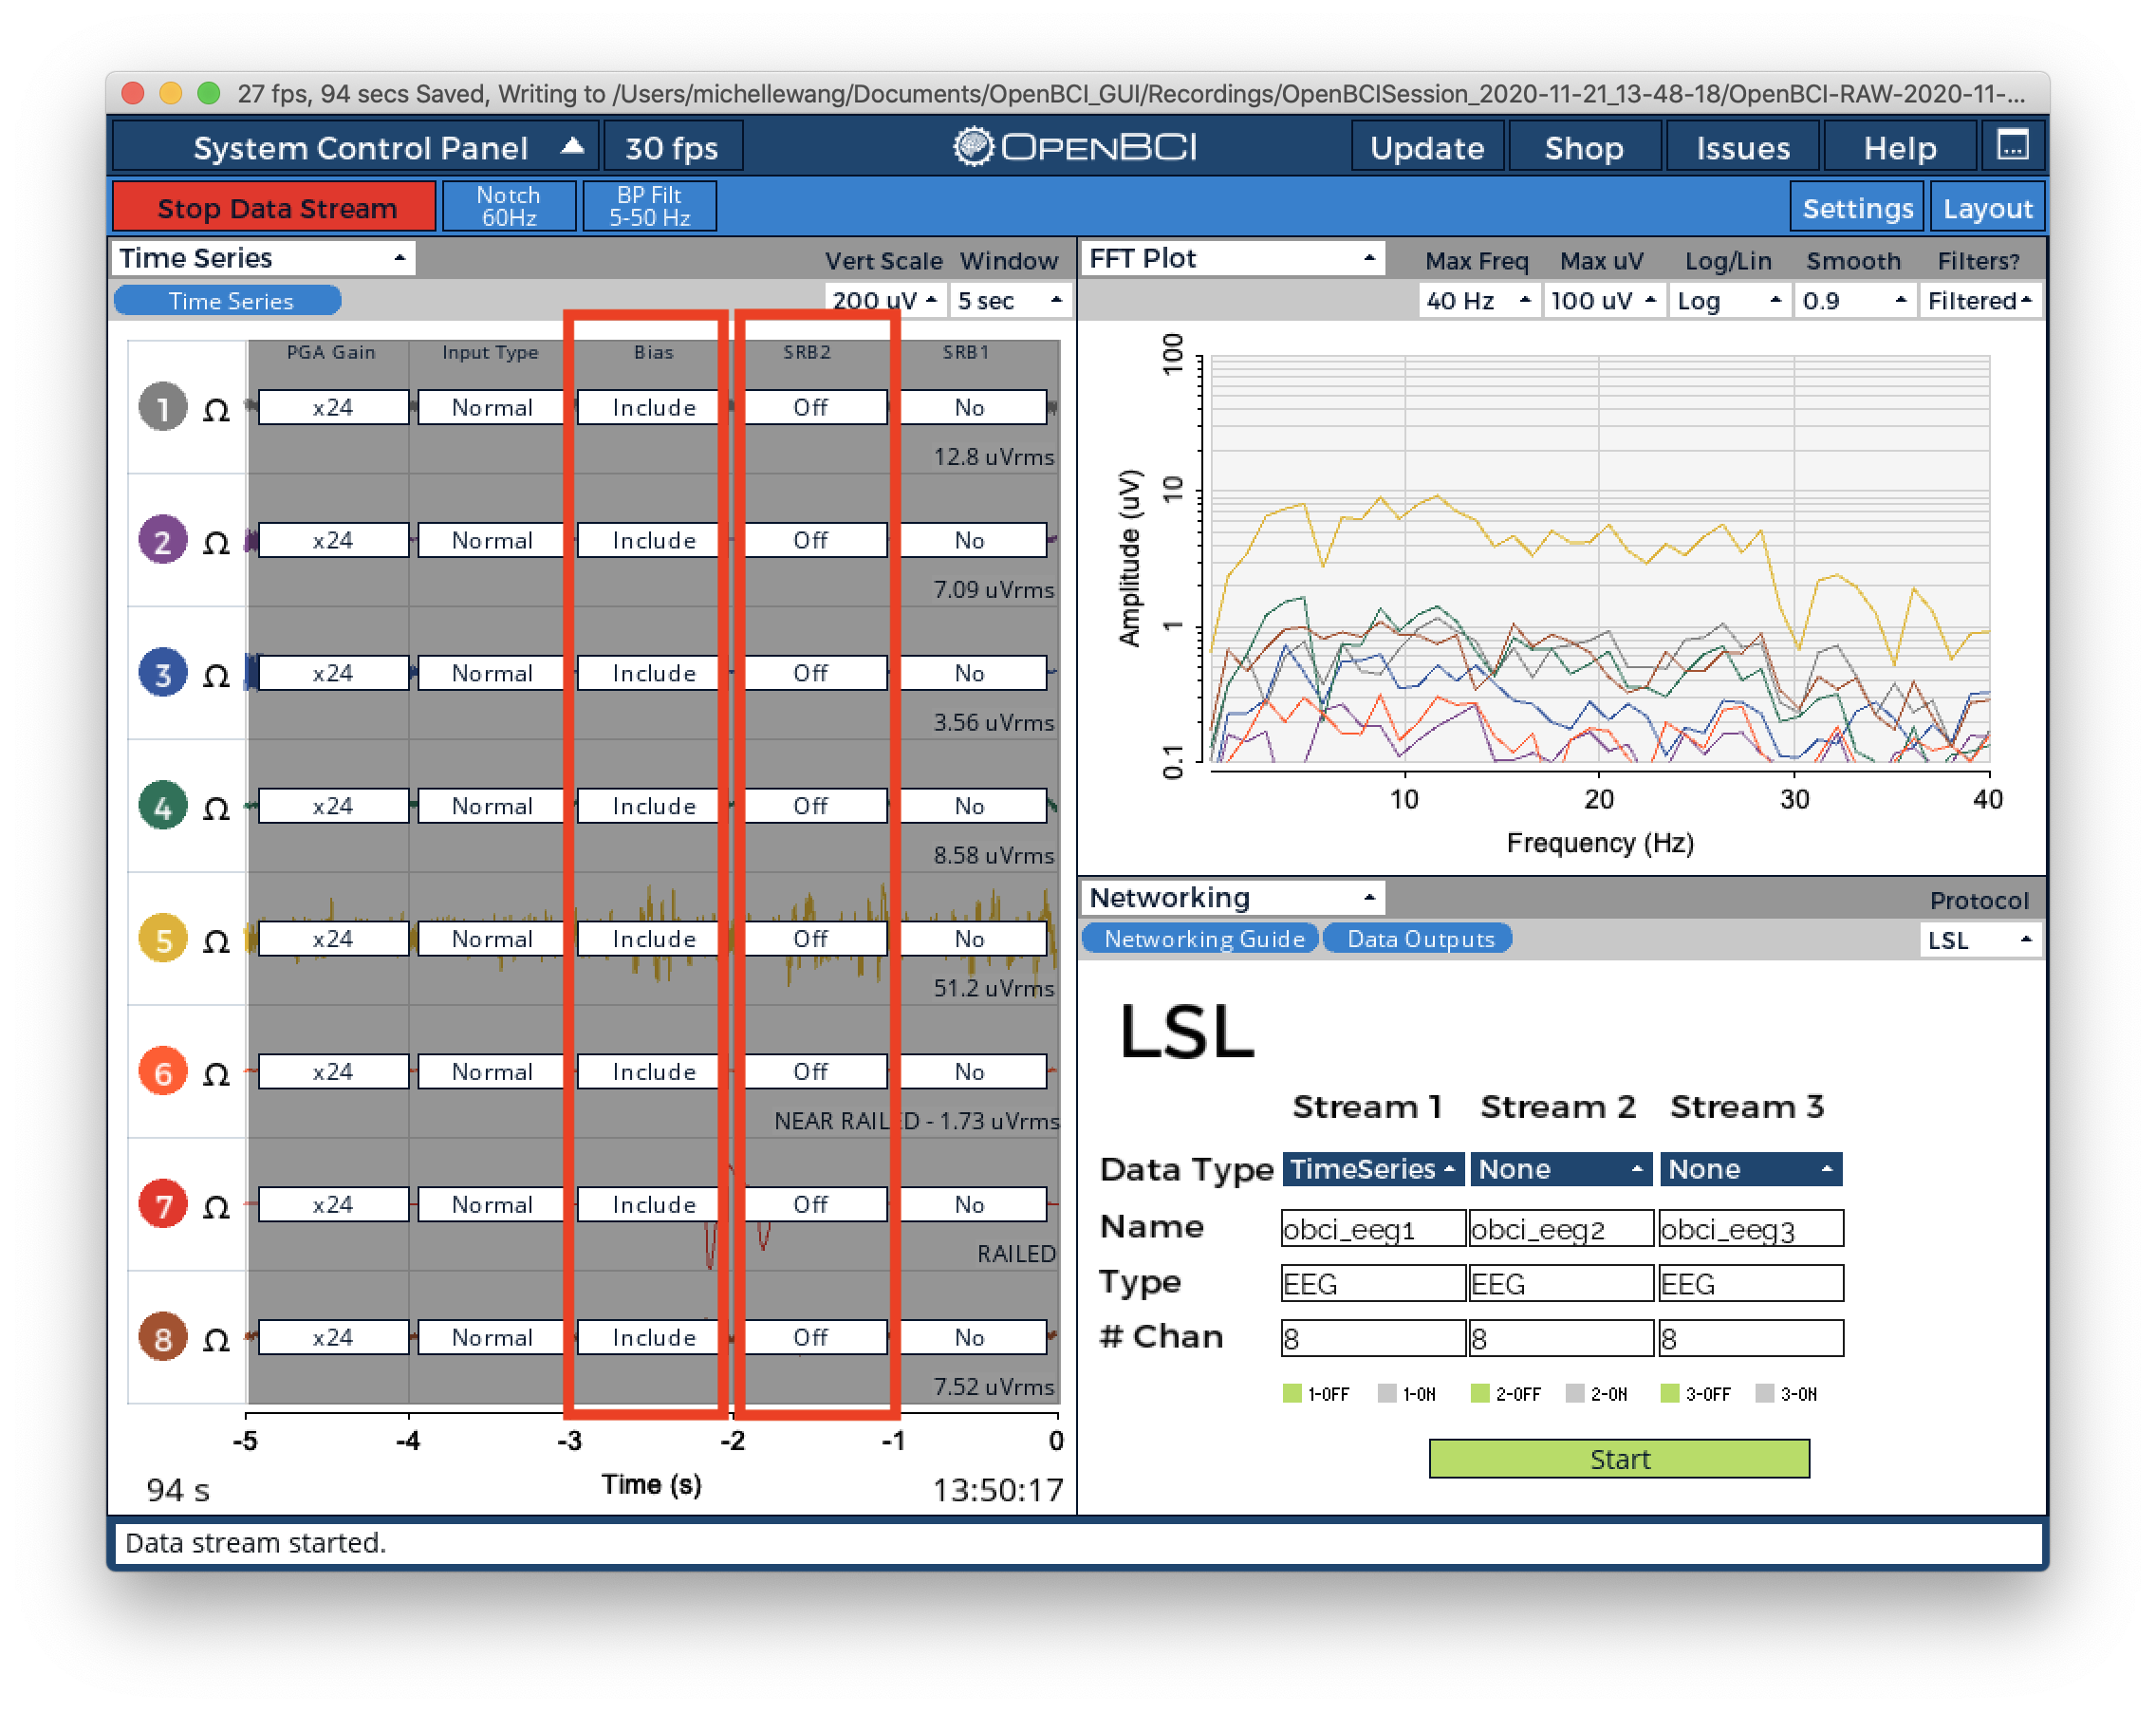 27 fps, 94 secs Saved, Writing to /Users/michellewang/Documents/OpenBCI_GUI/Recordings/OpenBCISession_2020-11-21_13-48-18/OpenBCI-RAW-2020-11-...
System Control Panel 30 fps OPENBCI Update Shop Issues Help
Stop Data Stream Notch 60Hz BP Filt 5-50 Hz Settings Layout
Time Series Vert Scale Window
Time Series 200 uV 5 sec
PGA Gain Input Type Bias SRB2 SRB1
1 Ω x24 Normal Include Off No
12.8 uVrms
2 Ω x24 Normal Include Off No
7.09 uVrms
3 Ω x24 Normal Include Off No
3.56 uVrms
4 Ω x24 Normal Include Off No
8.58 uVrms
5 Ω x24 Normal Include Off No
51.2 uVrms
6 Ω x24 Normal Include Off No
NEAR RAILED - 1.73 uVrms
7 Ω x24 Normal Include Off No
RAILED
8 Ω x24 Normal Include Off No
7.52 uVrms
-5 -4 -3 -2 -1 0
Time (s)
94 s 13:50:17
FFT Plot Max Freq Max uV Log/Lin Smooth Filters?
40 Hz 100 uV Log 0.9 Filtered
Amplitude (uV)
100
10
1
0.1
10 20 30 40
Frequency (Hz)
Networking Protocol
Networking Guide Data Outputs LSL
LSL
Stream 1 Stream 2 Stream 3
Data Type TimeSeries None None
Name obci_eeg1 obci_eeg2 obci_eeg3
Type EEG EEG EEG
# Chan 8 8 8
1-OFF 1-ON 2-OFF 2-ON 3-OFF 3-ON
Start
Data stream started.